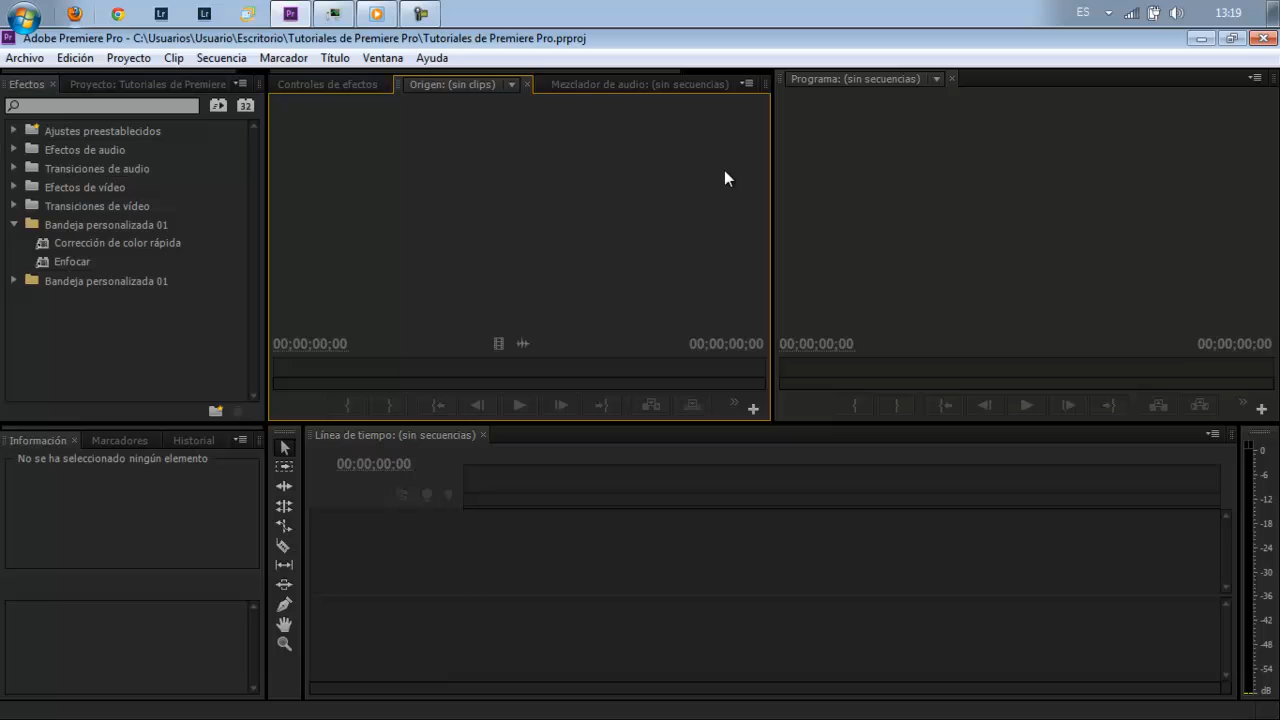 Lr
Lr
Pr
ES
13:19
Pr
Adobe Premiere Pro - C:\Usuarios\Usuario\Escritorio\Tutoriales de Premiere Pro\Tutoriales de Premiere Pro.prproj
Archivo Edición Proyecto Clip Secuencia Marcador Título Ventana Ayuda
Efectos Proyecto: Tutoriales de Premiere
Controles de efectos Origen: (sin clips) Mezclador de audio: (sin secuencias)
Programa: (sin secuencias)
32
Ajustes preestablecidos
Efectos de audio
Transiciones de audio
Efectos de vídeo
Transiciones de vídeo
Bandeja personalizada 01
Corrección de color rápida
Enfocar
Bandeja personalizada 01
00;00;00;00 00;00;00;00
00;00;00;00 00;00;00;00
Información Marcadores Historial
No se ha seleccionado ningún elemento
Línea de tiempo: (sin secuencias)
00:00:00:00
0
-6
-12
-18
-24
-30
-36
-42
-48
-54
dB